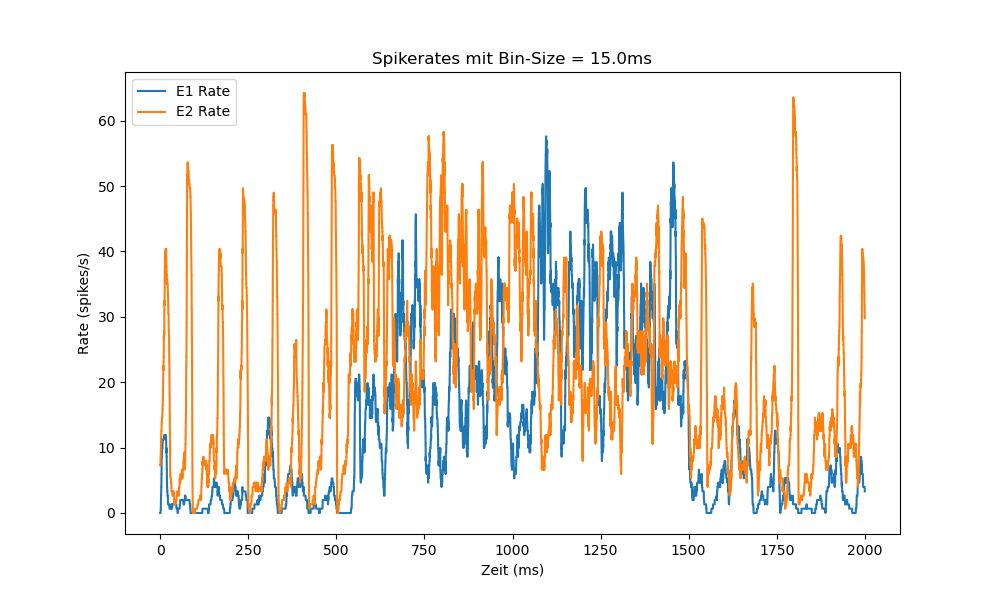 Spikerates mit Bin-Size = 15.0ms
E1 Rate
E2 Rate
60
50
40
30
20
10
0
Rate (spikes/s)
0 250 500 750 1000 1250 1500 1750 2000
Zeit (ms)